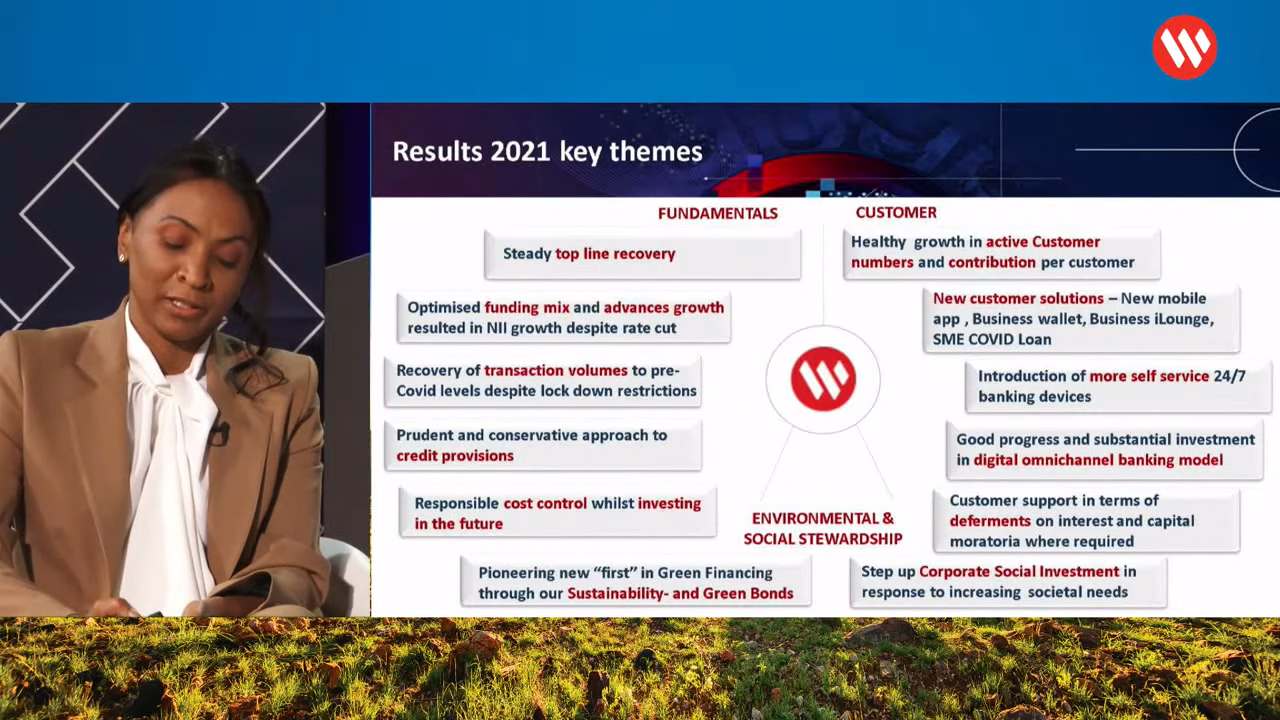 Results 2021 key themes
FUNDAMENTALS
Steady top line recovery
Optimised funding mix and advances growth
resulted in NII growth despite rate cut
Recovery of transaction volumes to pre-
Covid levels despite lock down restrictions
Prudent and conservative approach to
credit provisions
Responsible cost control whilst investing
in the future
CUSTOMER
Healthy growth in active Customer
numbers and contribution per customer
New customer solutions – New mobile
app , Business wallet, Business iLounge,
SME COVID Loan
Introduction of more self service 24/7
banking devices
Good progress and substantial investment
in digital omnichannel banking model
Customer support in terms of
deferments on interest and capital
moratoria where required
ENVIRONMENTAL &
SOCIAL STEWARDSHIP
Pioneering new “first” in Green Financing
through our Sustainability- and Green Bonds
Step up Corporate Social Investment in
response to increasing societal needs